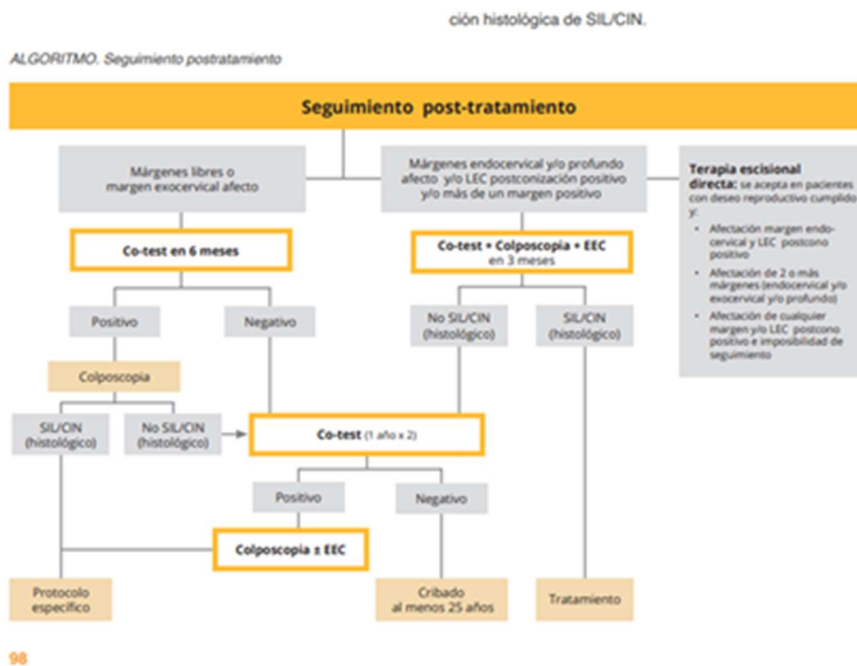 ción histológica de SIL/CIN.
ALGORITMO. Seguimiento postratamiento
Seguimiento post-tratamiento
Márgenes libres o
margen exocervical afecto
Márgenes endocervical y/o profundo
afecto y/o LEC postconización positivo
y/o más de un margen positivo
Terapia escisional
directa: se acepta en pacientes
con deseo reproductivo cumplido
y:
• Afectación margen endo-
cervical y LEC postcono
positivo
• Afectación de 2 o más
márgenes (endocervical y/o
exocervical y/o profundo)
• Afectación de cualquier
margen y/o LEC postcono
positivo e imposibilidad de
seguimiento
Co-test en 6 meses
Co-test + Colposcopia + EEC
en 3 meses
Positivo
Negativo
No SIL/CIN
(histológico)
SIL/CIN
(histológico)
Colposcopia
SIL/CIN
(histológico)
No SIL/CIN
(histológico)
Co-test (1 año x 2)
Positivo
Negativo
Colposcopia ± EEC
Protocolo
específico
Cribado
al menos 25 años
Tratamiento
98